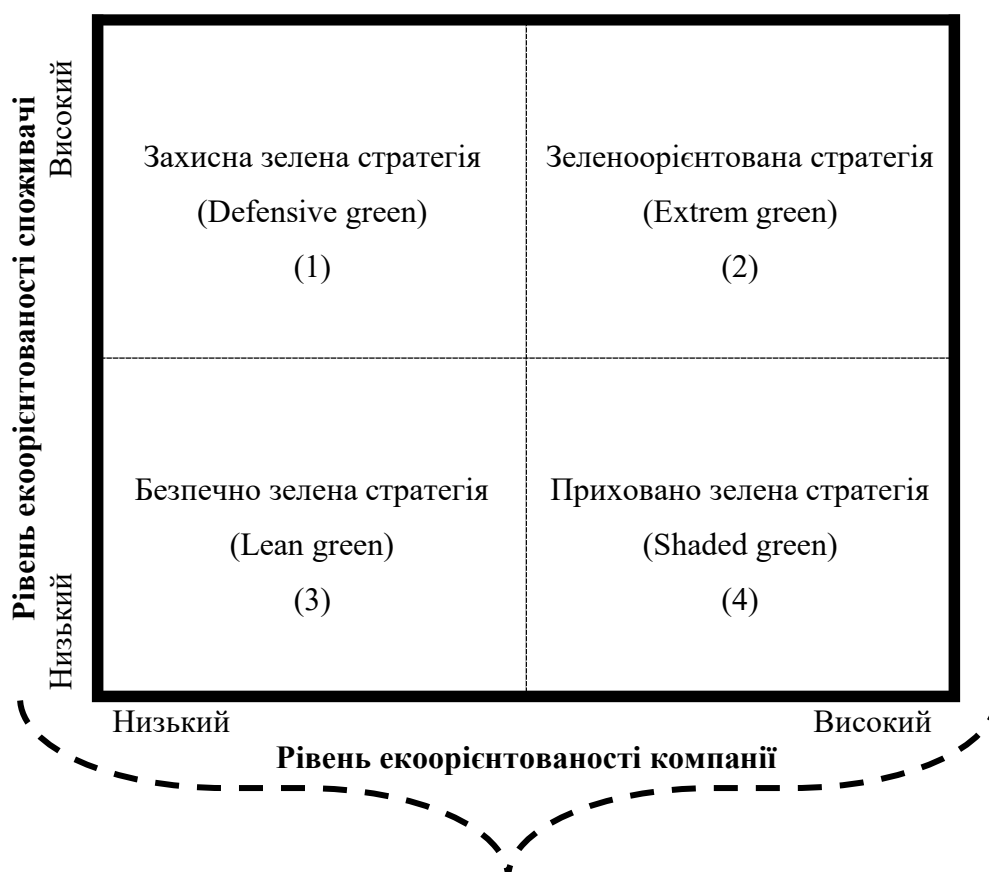 Рівень екоорієнтованості споживачі
Високий
Низький
Захисна зелена стратегія
(Defensive green)
(1)
Зеленоорієнтована стратегія
(Extrem green)
(2)
Безпечно зелена стратегія
(Lean green)
(3)
Приховано зелена стратегія
(Shaded green)
(4)
Низький
Високий
Рівень екоорієнтованості компанії